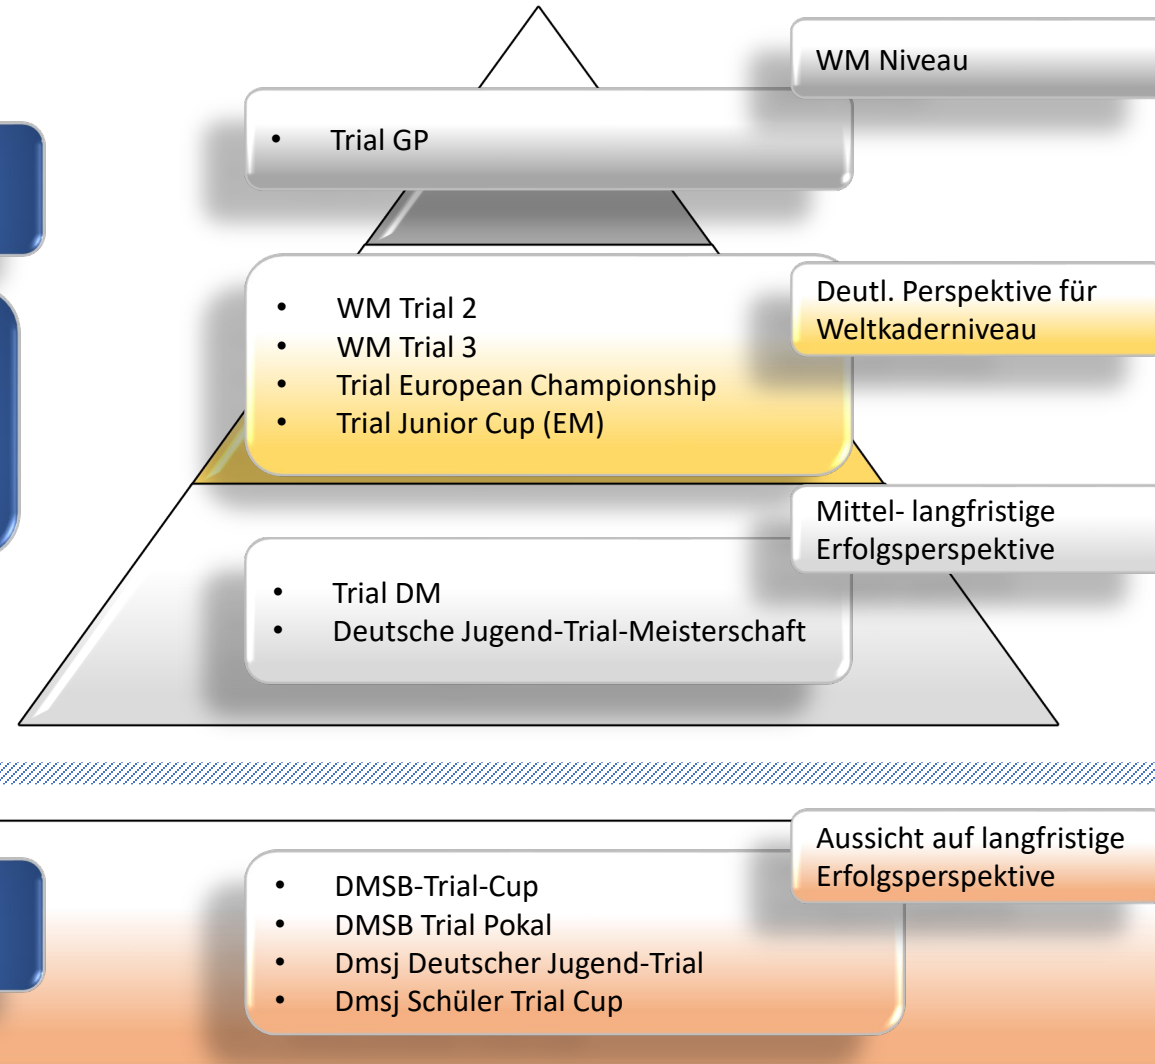 WM Niveau
• Trial GP
Deutl. Perspektive für
Weltkaderniveau
• WM Trial 2
• WM Trial 3
• Trial European Championship
• Trial Junior Cup (EM)
Mittel- langfristige
Erfolgsperspektive
• Trial DM
• Deutsche Jugend-Trial-Meisterschaft
Aussicht auf langfristige
Erfolgsperspektive
• DMSB-Trial-Cup
• DMSB Trial Pokal
• Dmsj Deutscher Jugend-Trial
• Dmsj Schüler Trial Cup